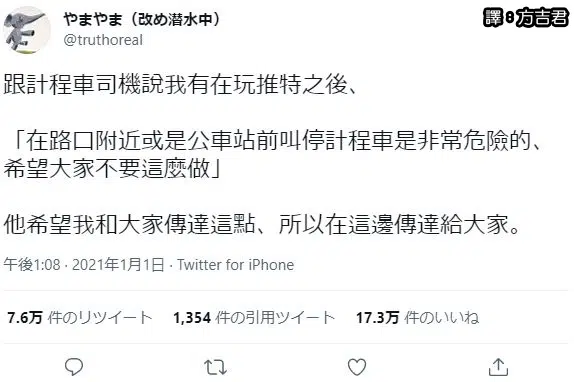 やまやま（改め潜水中）
譯：方吉君
@truthoreal
跟計程車司機說我有在玩推特之後、
「在路口附近或是公車站前叫停計程車是非常危險的、
希望大家不要這麼做」
他希望我和大家傳達這點、所以在這邊傳達給大家。
午後1:08 · 2021年1月1日 · Twitter for iPhone
7.6万 件のリツイート 1,354 件の引用ツイート 17.3万 件のいいね